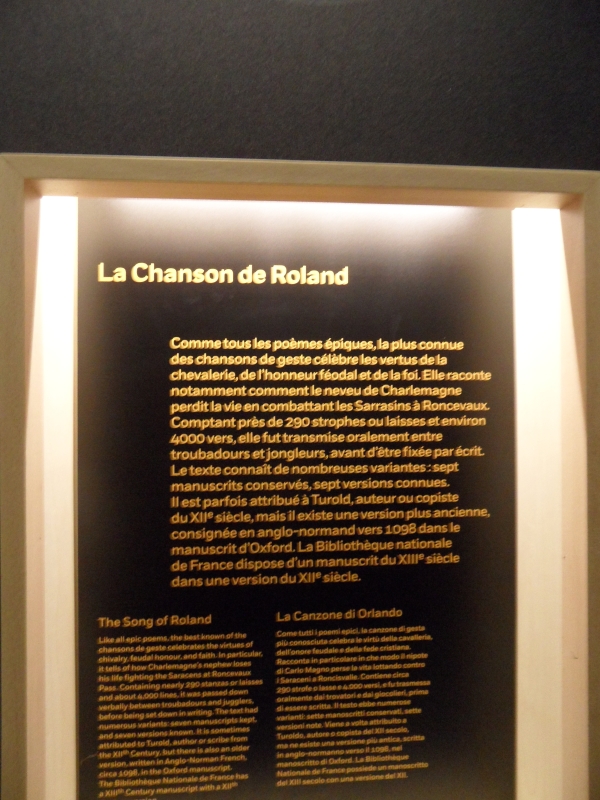 La Chanson de Roland
Comme tous les poèmes épiques, la plus connue
des chansons de geste célèbre les vertus de la
chevalerie, de l'honneur féodal et de la foi. Elle raconte
notamment comment le neveu de Charlemagne
perdit la vie en combattant les Sarrasins à Roncevaux.
Comptant près de 290 strophes ou laisses et environ
4000 vers, elle fut transmise oralement entre
troubadours et jongleurs, avant d'être fixée par écrit.
Le texte connaît de nombreuses variantes : sept
manuscrits conservés, sept versions connues.
Il est parfois attribué à Turold, auteur ou copiste
du XIIe siècle, mais il existe une version plus ancienne,
consignée en anglo-normand vers 1098 dans le
manuscrit d'Oxford. La Bibliothèque nationale
de France dispose d'un manuscrit du XIIIe siècle
dans une version du XIIe siècle.
The Song of Roland
Like all epic poems, the best known of the
chansons de geste celebrates the virtues of
chivalry, feudal honour, and faith. In particular,
it tells of how Charlemagne's nephew loses
his life fighting the Saracens at Roncevaux
Pass. Containing nearly 290 stanzas or laisses
and about 4,000 lines, it was passed down
verbally between troubadours and jugglers,
before being set down in writing. The text had
numerous variants: seven manuscripts kept,
and seven versions known. It is sometimes
attributed to Turold, author or scribe from
the XIIth Century, but there is also an older
version, written in Anglo-Norman French,
circa 1098, in the Oxford manuscript.
The Bibliothèque Nationale de France has
a XIIIth Century manuscript with a XIIth
La Canzone di Orlando
Come tutti i poemi epici, la canzone di gesta
più conosciuta celebra le virtù della cavalleria,
dell'onore feudale e della fede cristiana.
Racconta in particolare in che modo il nipote
di Carlo Magno perse la vita lottando contro
i Saraceni a Roncisvalle. Contiene circa
290 strofe o lasse e 4.000 versi, e fu trasmessa
oralmente dai trovatori e dai giocolieri, prima
di essere scritta. Il testo ebbe numerose
varianti: sette manoscritti conservati, sette
versioni note. Viene a volte attribuito a
Turoldo, autore o copista del XII secolo,
ma ne esiste una versione più antica, scritta
in anglo-normanno verso il 1098, nel
manoscritto di Oxford. La Bibliothèque
Nationale de France possiede un manoscritto
del XIII secolo con una versione del XII.